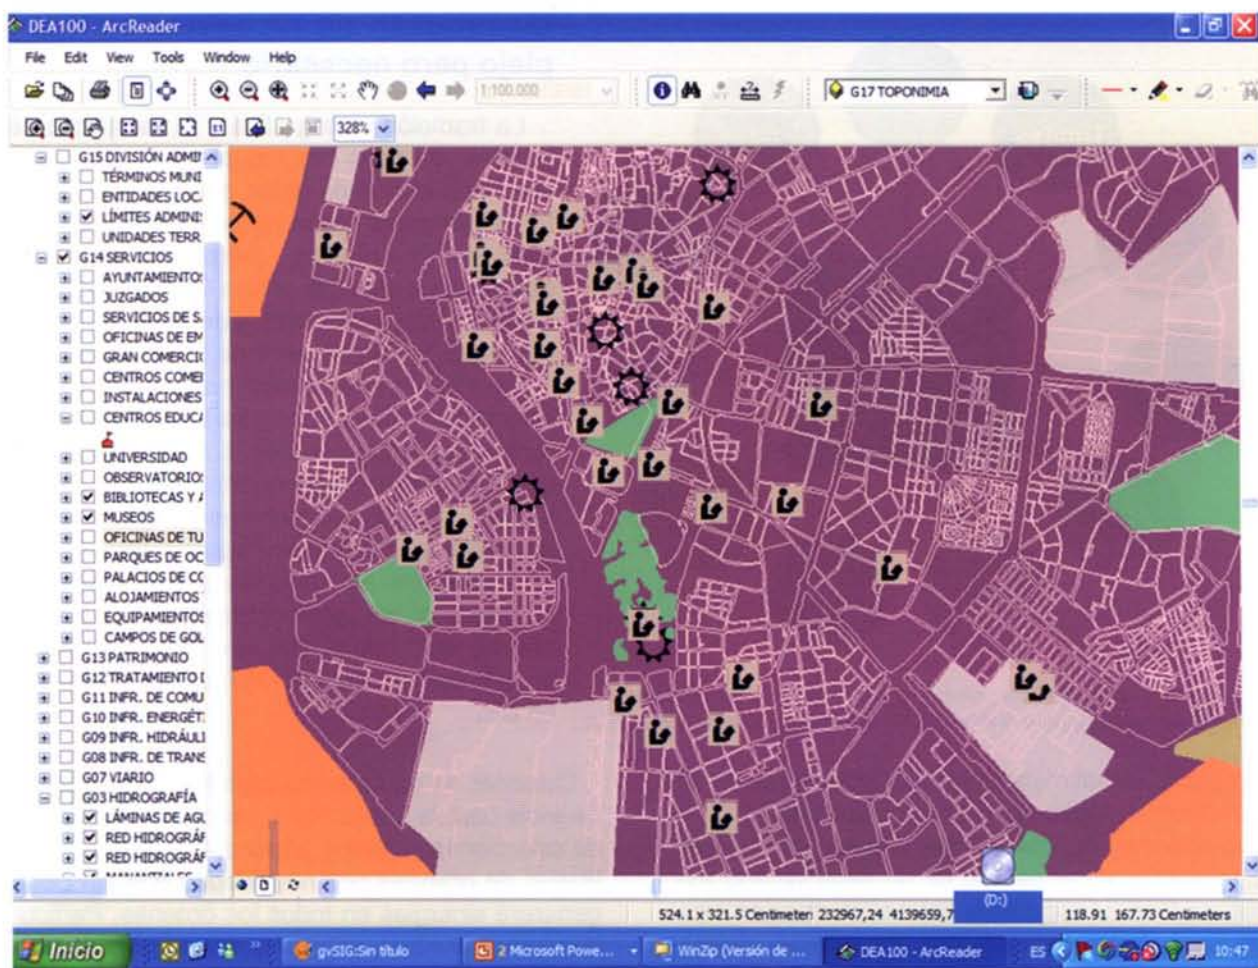 DEA100 - ArcReader
File Edit View Tools Window Help
1:100.000
G17 TOPONIMIA
328%
G15 DIVISIÓN ADMI
TÉRMINOS MUNI
ENTIDADES LOC.
LÍMITES ADMINI
UNIDADES TERR
G14 SERVICIOS
AYUNTAMIENTO
JUZGADOS
SERVICIOS DE S.
OFICINAS DE EM
GRAN COMERCI
CENTROS COME
INSTALACIONES
CENTROS EDUCA
UNIVERSIDAD
OBSERVATORIO
BIBLIOTECAS Y A
MUSEOS
OFICINAS DE TU
PARQUES DE OC
PALACIOS DE CO
ALOJAMIENTOS
EQUIPAMIENTOS
CAMPOS DE GOL
G13 PATRIMONIO
G12 TRATAMIENTO D
G11 INFR. DE COMU
G10 INFR. ENERGÉT
G09 INFR. HIDRÁULI
G08 INFR. DE TRANS
G07 VIARIO
G03 HIDROGRAFÍA
LÁMINAS DE AGU
RED HIDROGRÁF
RED HIDROGRÁF
MANANTIALES
(D:)
524.1 x 321.5 Centimeter: 232967,24 4139659,7 118.91 167.73 Centimeters
Inicio gvSIG:Sin título 2 Microsoft Powe... WinZip (Versión de ... DEA100 - ArcReader ES 10:47